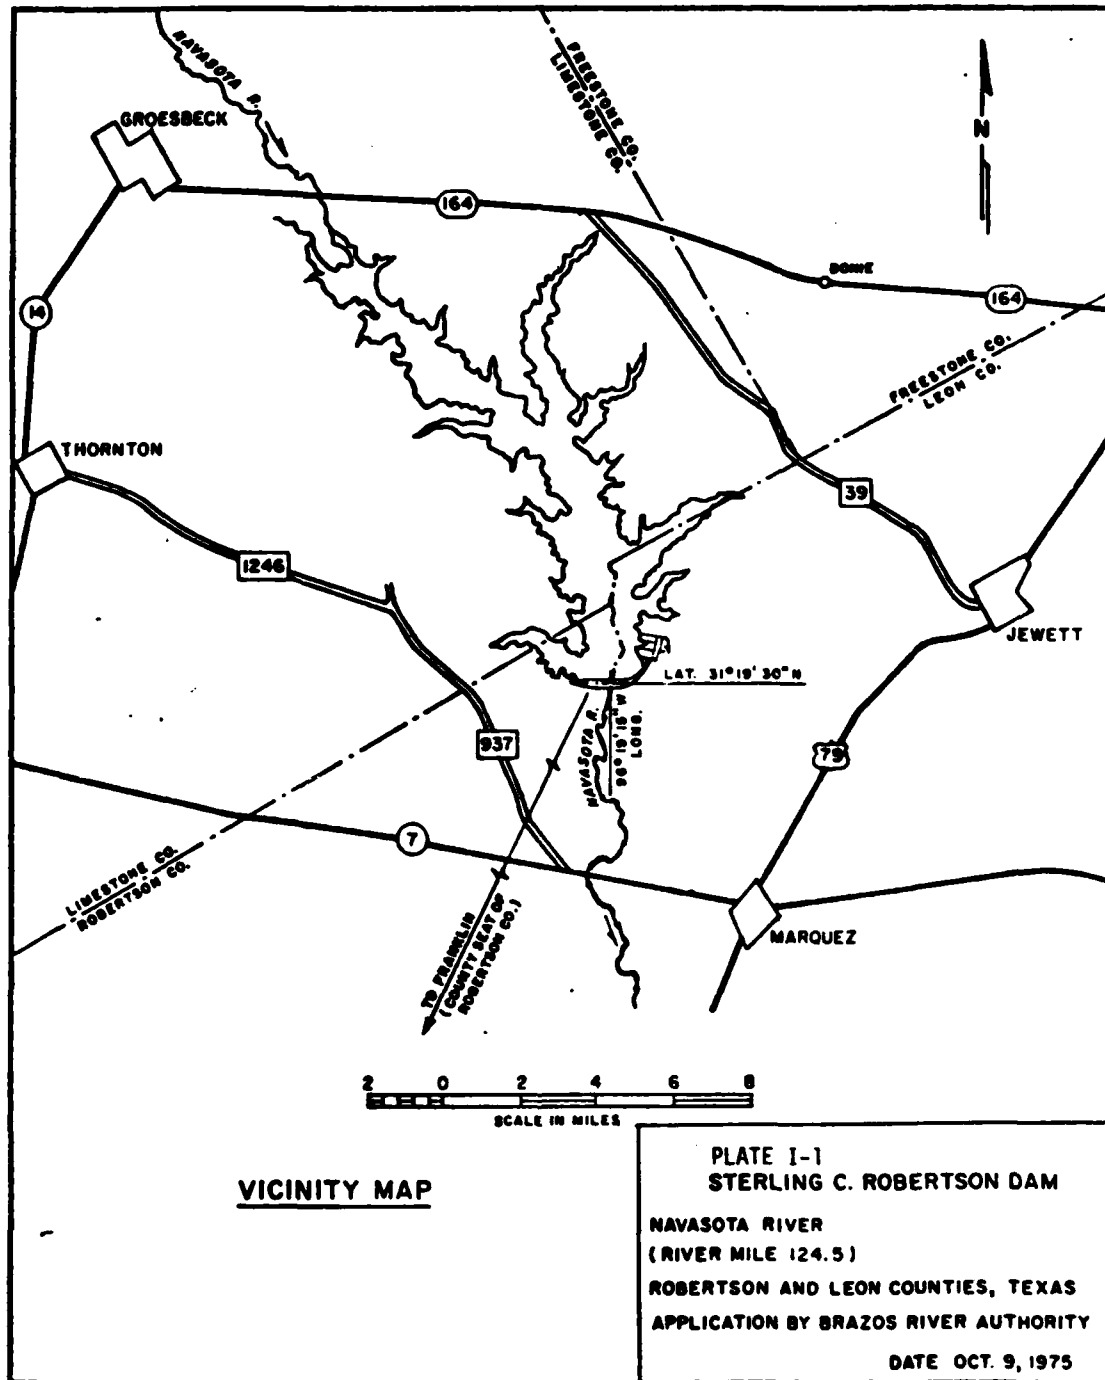 NAVASOTA R.
FREESTONE CO.
LIMESTONE CO.
GROESBECK
N
164
DONIE
164
14
FREESTONE CO.
LEON CO.
THORNTON
39
1246
JEWETT
LAT. 31° 19' 30" N
96° 19' 15" W
LONG.
NAVASOTA R.
937
79
7
LIMESTONE CO.
ROBERTSON CO.
TO FRANKLIN
(COUNTY SEAT OF
ROBERTSON CO.)
MARQUEZ
2 0 2 4 6 8
SCALE IN MILES
VICINITY MAP
PLATE I-1
STERLING C. ROBERTSON DAM
NAVASOTA RIVER
(RIVER MILE 124.5)
ROBERTSON AND LEON COUNTIES, TEXAS
APPLICATION BY BRAZOS RIVER AUTHORITY
DATE OCT. 9, 1975